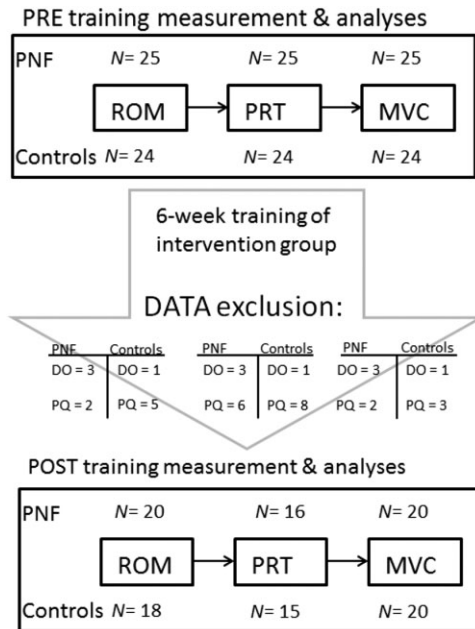 PRE training measurement & analyses
PNF N= 25 N= 25 N= 25
ROM PRT MVC
Controls N= 24 N= 24 N= 24
6-week training of
intervention group
DATA exclusion:
PNF Controls PNF Controls PNF Controls
DO = 3 DO = 1 DO = 3 DO = 1 DO = 3 DO = 1
PQ = 2 PQ = 5 PQ = 6 PQ = 8 PQ = 2 PQ = 3
POST training measurement & analyses
PNF N= 20 N= 16 N= 20
ROM PRT MVC
Controls N= 18 N= 15 N= 20